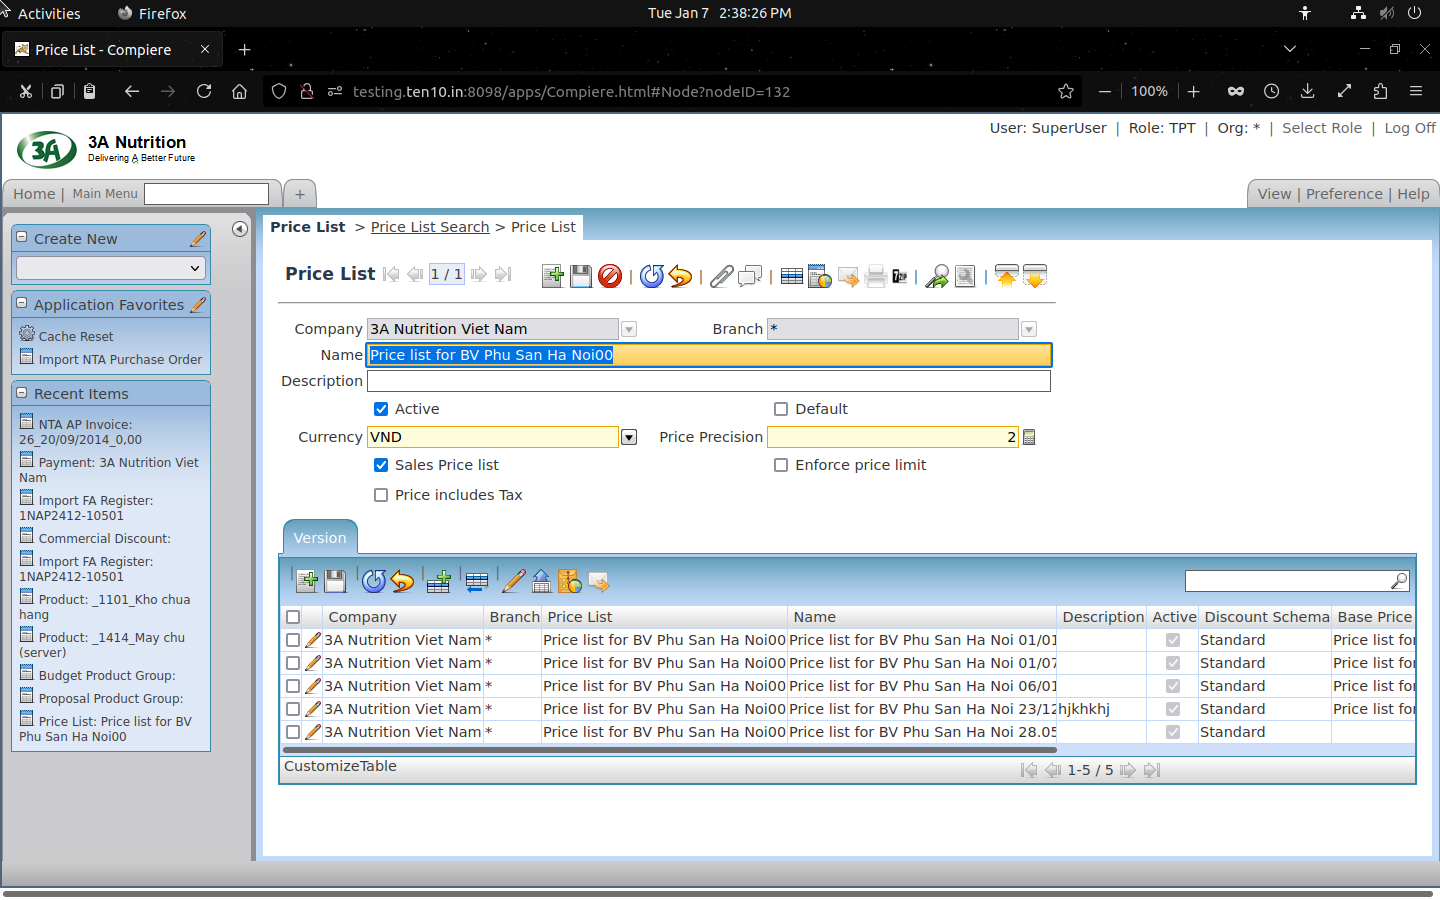 Activities Firefox Tue Jan 7 2:38:26 PM
Price List - Compiere
testing.ten10.in:8098/apps/Compiere.html#Node?nodeID=132 100%
User: SuperUser | Role: TPT | Org: * | Select Role | Log Off
3A 3A Nutrition
Delivering A Better Future
Home | Main Menu + View | Preference | Help
Create New
Application Favorites
Cache Reset
Import NTA Purchase Order
Recent Items
NTA AP Invoice:
26_20/09/2014_0,00
Payment: 3A Nutrition Viet
Nam
Import FA Register:
1NAP2412-10501
Commercial Discount:
Import FA Register:
1NAP2412-10501
Product: _1101_Kho chua
hang
Product: _1414_May chu
(server)
Budget Product Group:
Proposal Product Group:
Price List: Price list for BV
Phu San Ha Noi00
Price List > Price List Search > Price List
Price List 1 / 1
7ZIP
Company 3A Nutrition Viet Nam Branch *
Name Price list for BV Phu San Ha Noi00
Description
Active Default
Currency VND Price Precision 2
Sales Price list Enforce price limit
Price includes Tax
Version
Company Branch Price List Name Description Active Discount Schema Base Price
3A Nutrition Viet Nam * Price list for BV Phu San Ha Noi00 Price list for BV Phu San Ha Noi 01/01 Standard Price list for
3A Nutrition Viet Nam * Price list for BV Phu San Ha Noi00 Price list for BV Phu San Ha Noi 01/07 Standard Price list for
3A Nutrition Viet Nam * Price list for BV Phu San Ha Noi00 Price list for BV Phu San Ha Noi 06/01 Standard Price list for
3A Nutrition Viet Nam * Price list for BV Phu San Ha Noi00 Price list for BV Phu San Ha Noi 23/12 hjkhkhj Standard Price list for
3A Nutrition Viet Nam * Price list for BV Phu San Ha Noi00 Price list for BV Phu San Ha Noi 28.05 Standard
CustomizeTable 1-5 / 5